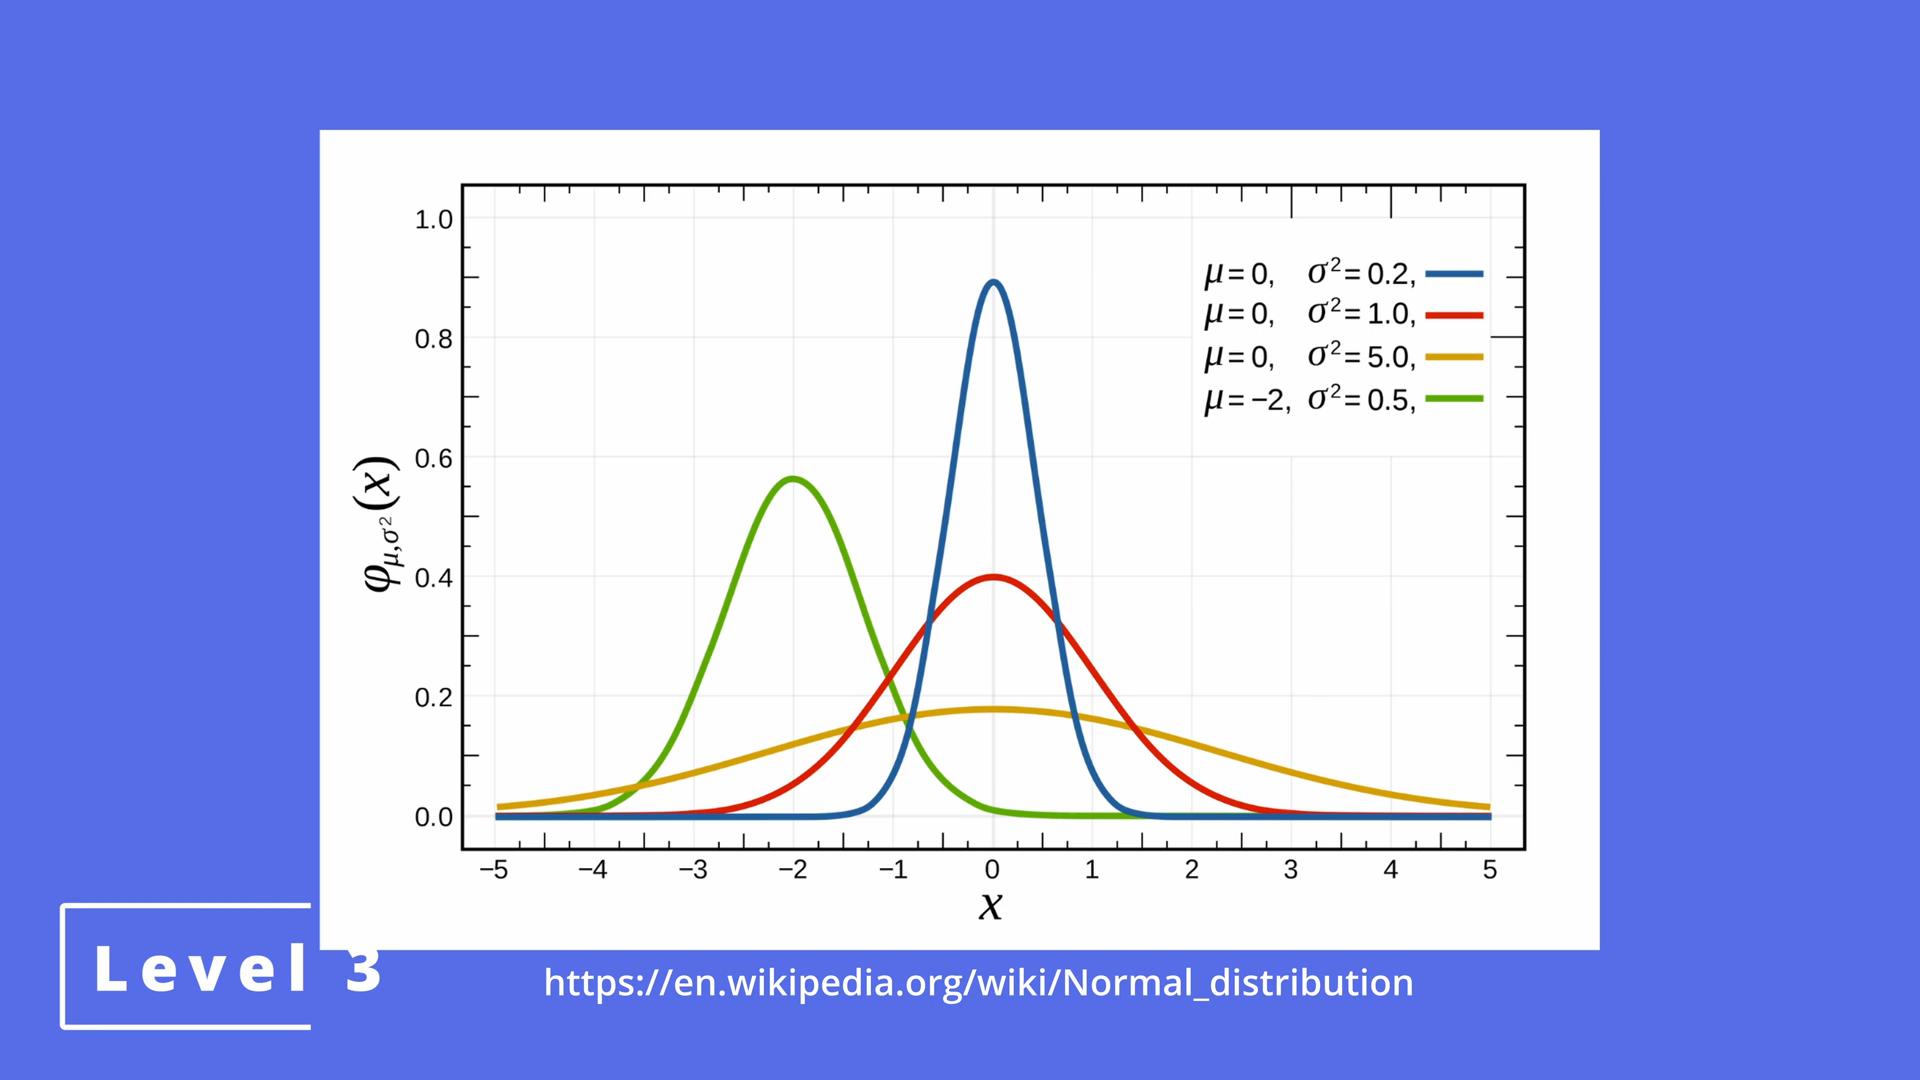 1.0
0.8
0.6
0.4
0.2
0.0
φμ,σ²(x)
μ= 0, σ²= 0.2,
μ= 0, σ²= 1.0,
μ= 0, σ²= 5.0,
μ= −2, σ²= 0.5,
−5 −4 −3 −2 −1 0 1 2 3 4 5
x
Level 3
https://en.wikipedia.org/wiki/Normal_distribution